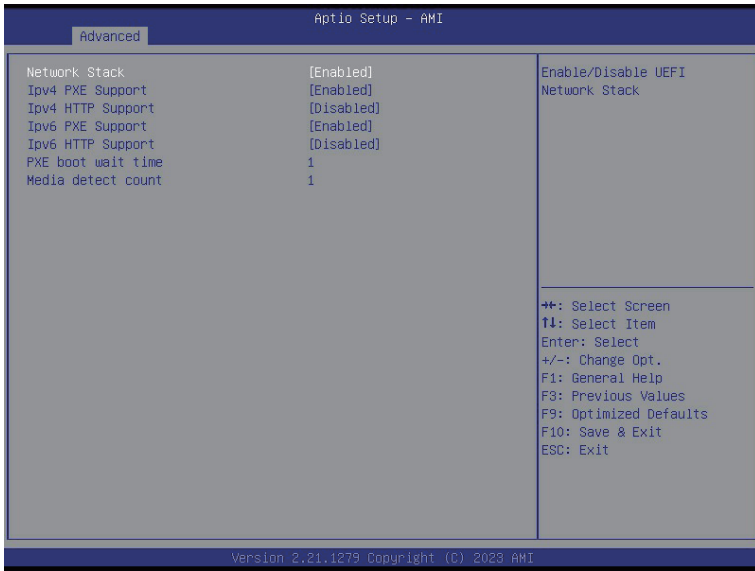 Aptio Setup – AMI
Advanced
Network Stack [Enabled]
Ipv4 PXE Support [Enabled]
Ipv4 HTTP Support [Disabled]
Ipv6 PXE Support [Enabled]
Ipv6 HTTP Support [Disabled]
PXE boot wait time 1
Media detect count 1
Enable/Disable UEFI
Network Stack
→←: Select Screen
↑↓: Select Item
Enter: Select
+/-: Change Opt.
F1: General Help
F3: Previous Values
F9: Optimized Defaults
F10: Save & Exit
ESC: Exit
Version 2.21.1279 Copyright (C) 2023 AMI